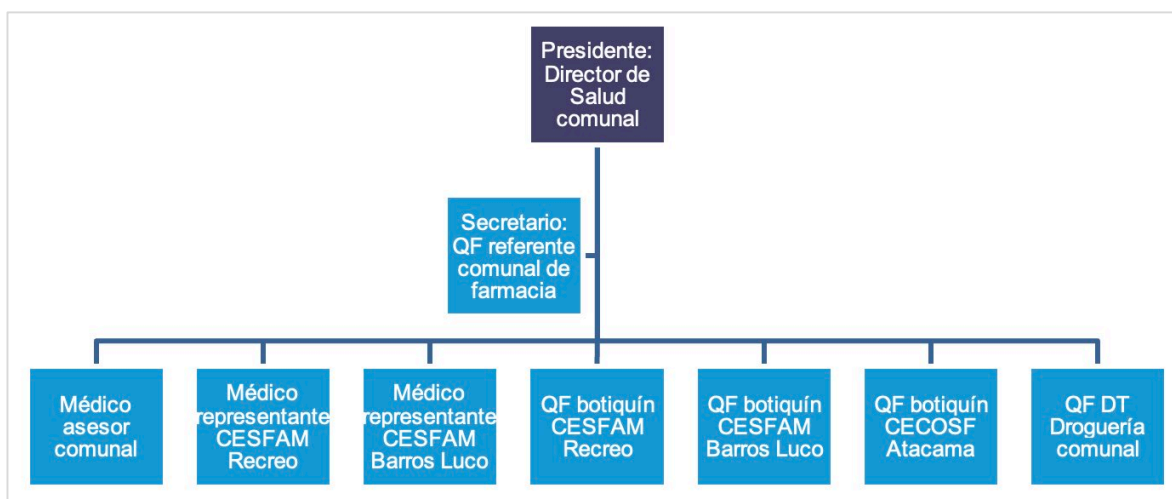 Presidente:
Director de
Salud
comunal
Secretario:
QF referente
comunal de
farmacia
Médico
asesor
comunal
Médico
representante
CESFAM
Recreo
Médico
representante
CESFAM
Barros Luco
QF botiquín
CESFAM
Recreo
QF botiquín
CESFAM
Barros Luco
QF botiquín
CECOSF
Atacama
QF DT
Droguería
comunal